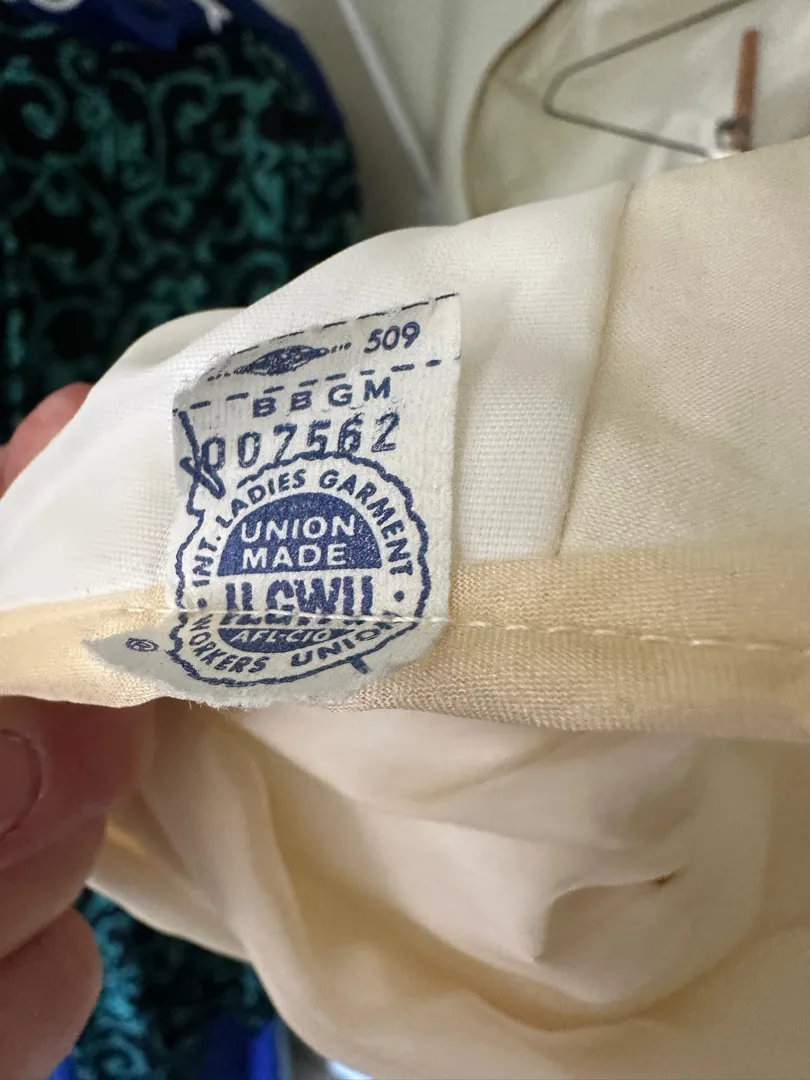 509
BBGM
007562
INT. LADIES GARMENT
UNION
MADE
ILGWU
AFL-CIO
WORKERS UNION
®